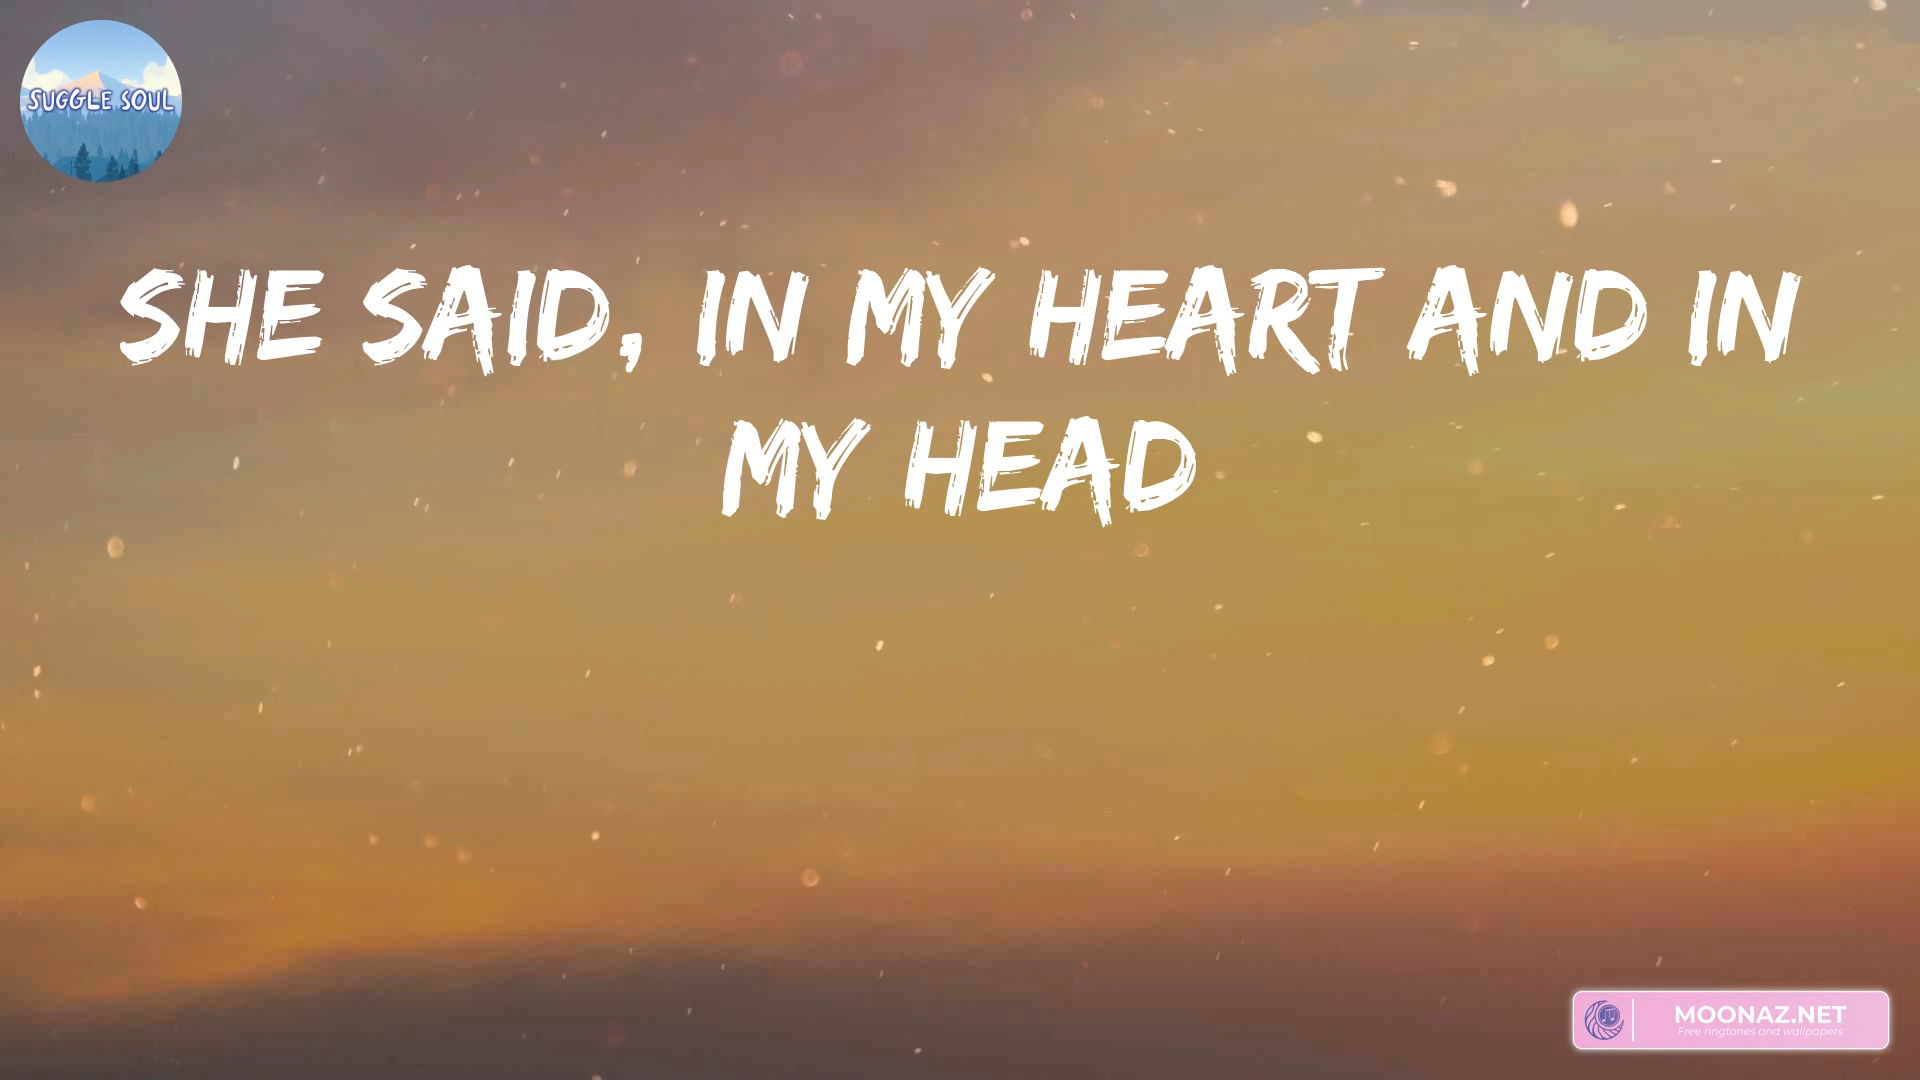 SUGGLE SOUL
SHE SAID, IN MY HEART AND IN
MY HEAD
MOONAZ.NET
Free ringtones and wallpapers